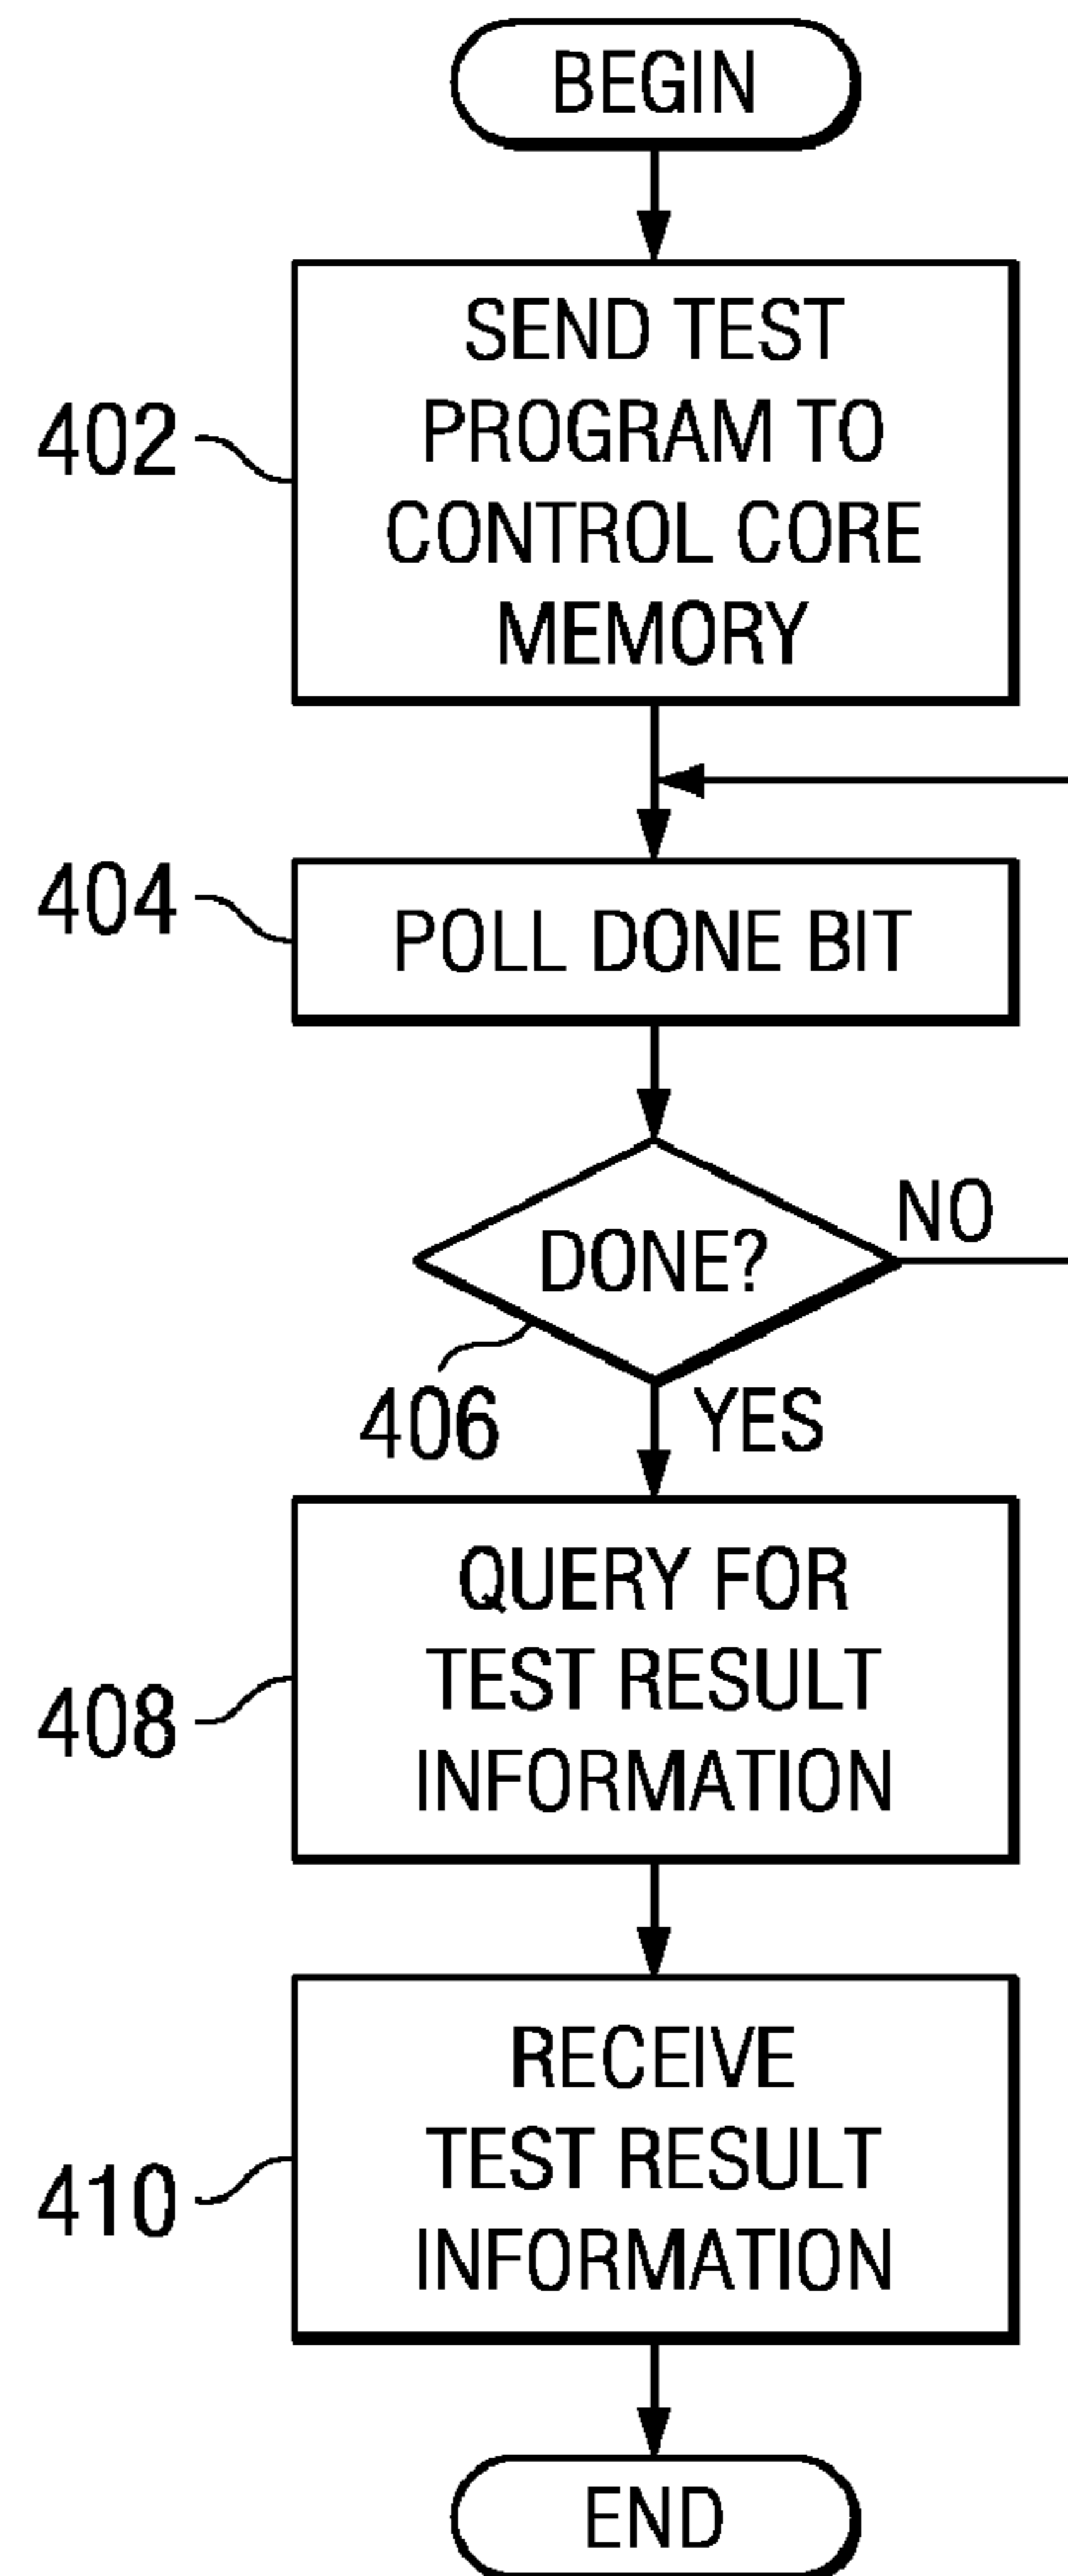 BEGIN
SEND TEST
PROGRAM TO
CONTROL CORE
MEMORY
402
404
POLL DONE BIT
DONE?
NO
406
YES
QUERY FOR
TEST RESULT
INFORMATION
408
RECEIVE
TEST RESULT
INFORMATION
410
END